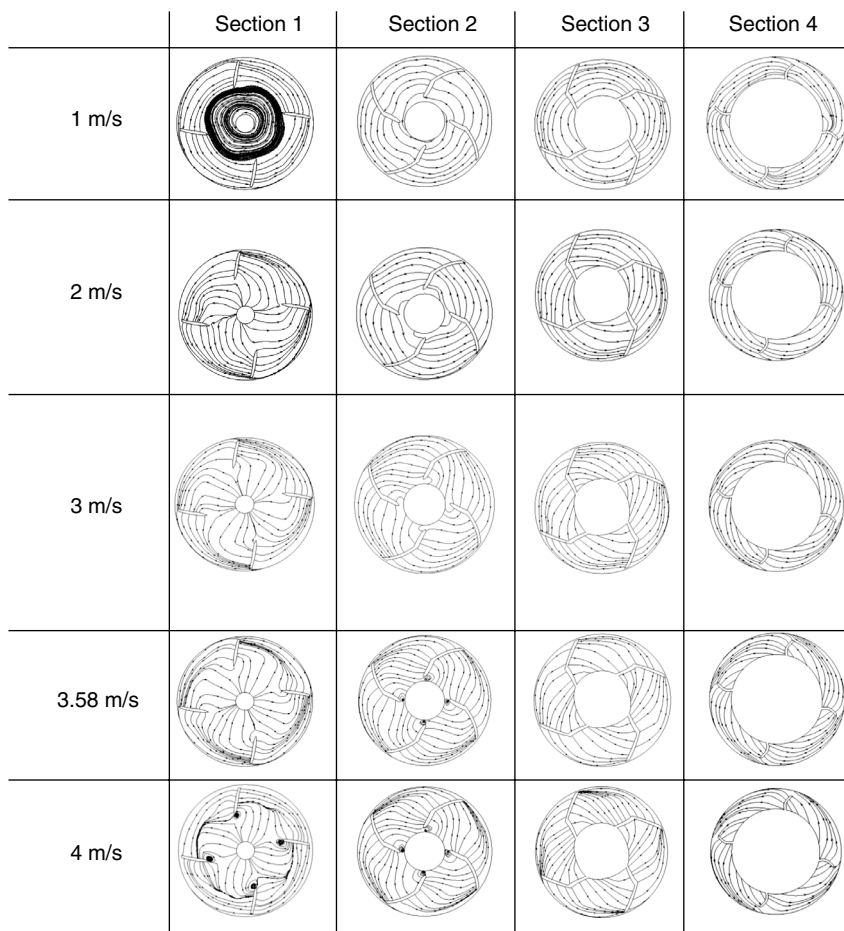 Section 1 Section 2 Section 3 Section 4
1 m/s
2 m/s
3 m/s
3.58 m/s
4 m/s